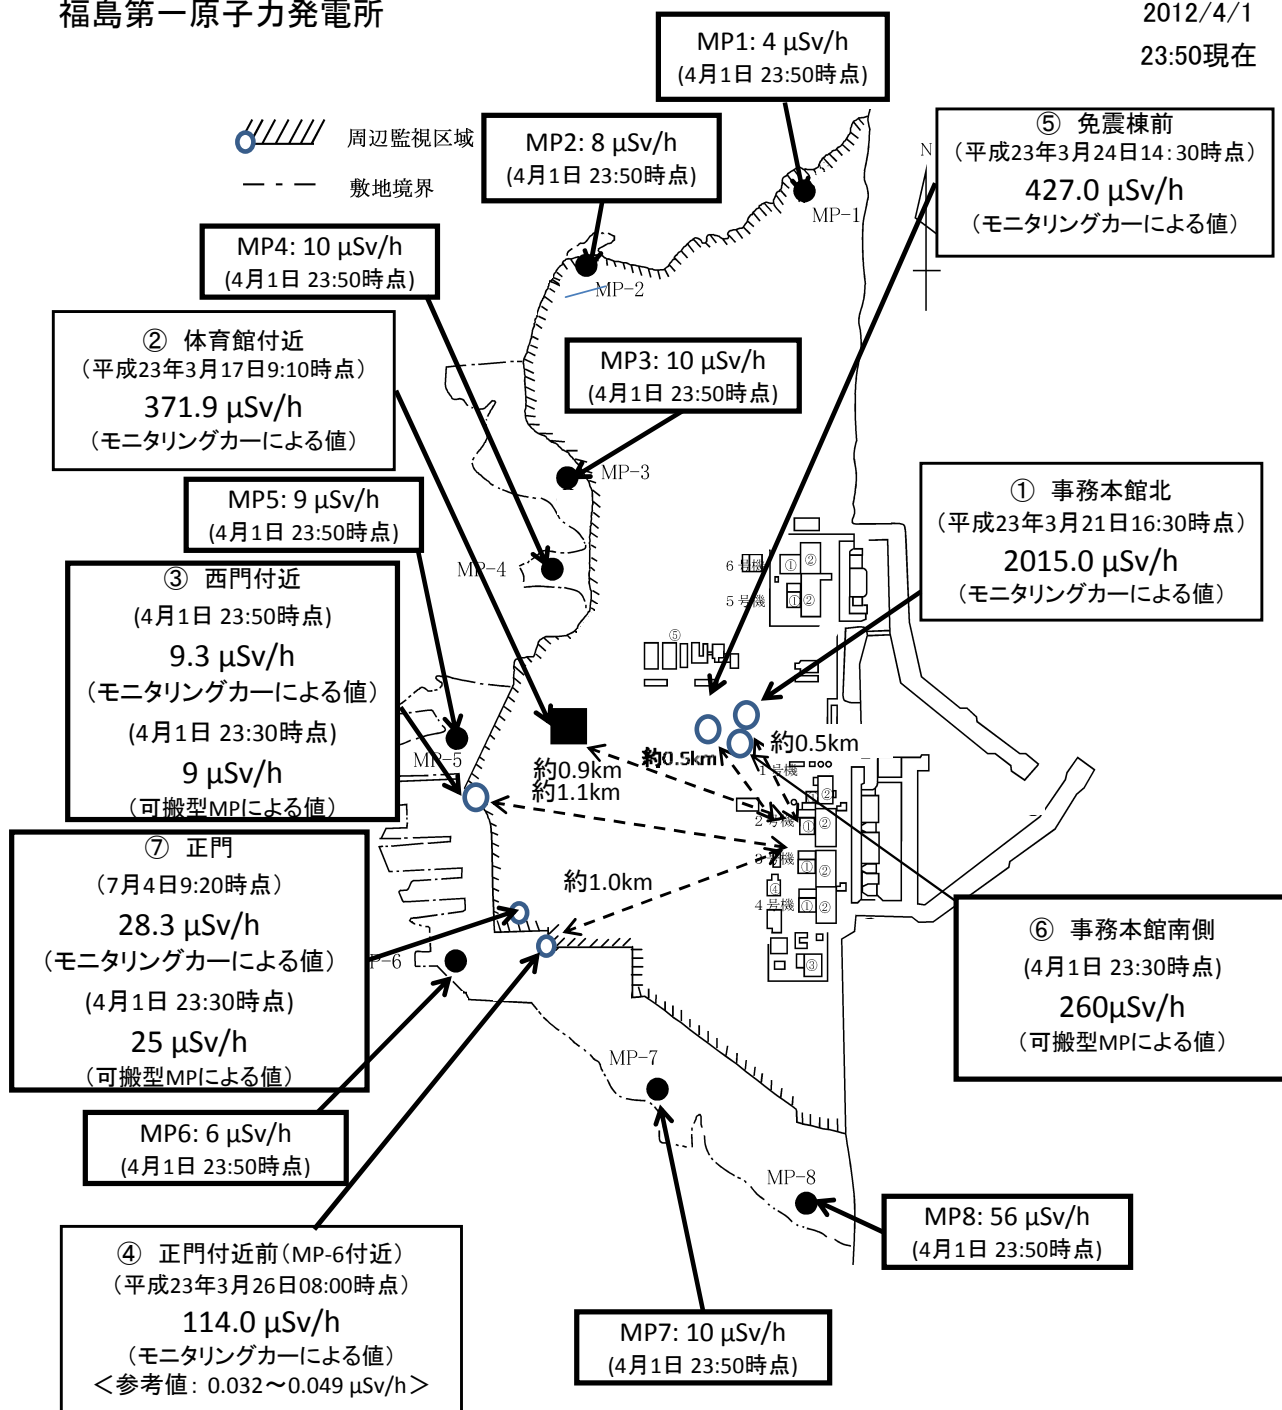 福島第一原子力発電所
2012/4/1
23:50現在
周辺監視区域
敷地境界
MP1: 4 μSv/h
(4月1日 23:50時点)
MP2: 8 μSv/h
(4月1日 23:50時点)
⑤ 免震棟前
(平成23年3月24日14:30時点)
427.0 μSv/h
(モニタリングカーによる値)
N
MP-1
MP4: 10 μSv/h
(4月1日 23:50時点)
MP-2
② 体育館付近
(平成23年3月17日9:10時点)
371.9 μSv/h
(モニタリングカーによる値)
MP3: 10 μSv/h
(4月1日 23:50時点)
MP-3
① 事務本館北
(平成23年3月21日16:30時点)
2015.0 μSv/h
(モニタリングカーによる値)
MP5: 9 μSv/h
(4月1日 23:50時点)
MP-4
③ 西門付近
(4月1日 23:50時点)
9.3 μSv/h
(モニタリングカーによる値)
(4月1日 23:30時点)
9 μSv/h
(可搬型MPによる値)
6号機
① ②
5号機
① ②
⑤
MP-5
約0.9km
約1.1km
約0.5km
約0.5km
1号機
②
2号機
① ②
3号機
① ②
④
4号機
① ②
③
約1.0km
⑦ 正門
(7月4日9:20時点)
28.3 μSv/h
(モニタリングカーによる値)
(4月1日 23:30時点)
25 μSv/h
(可搬型MPによる値)
P-6
⑥ 事務本館南側
(4月1日 23:30時点)
260μSv/h
(可搬型MPによる値)
MP-7
MP6: 6 μSv/h
(4月1日 23:50時点)
MP-8
MP8: 56 μSv/h
(4月1日 23:50時点)
④ 正門付近前(MP-6付近)
(平成23年3月26日08:00時点)
114.0 μSv/h
(モニタリングカーによる値)
<参考値: 0.032~0.049 μSv/h>
MP7: 10 μSv/h
(4月1日 23:50時点)